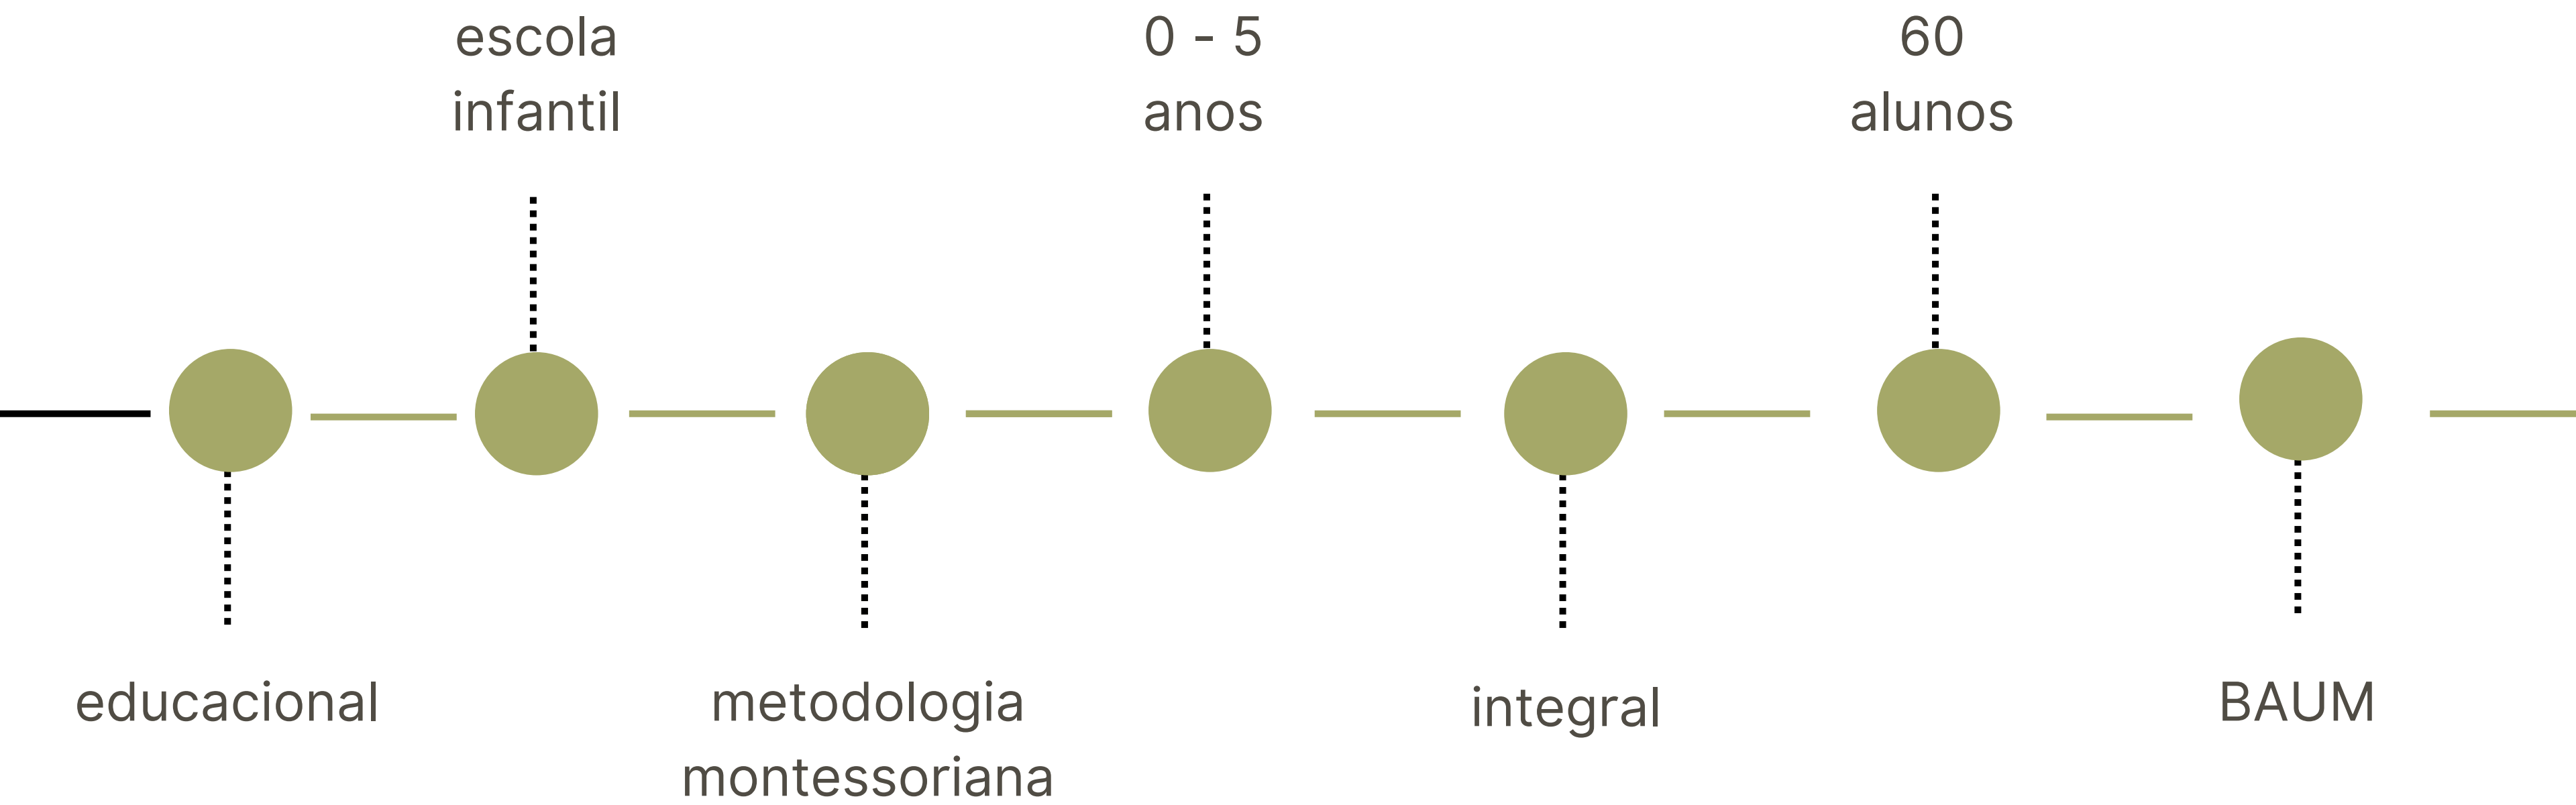 escola
infantil
0 - 5
anos
60
alunos
educacional
metodologia
montessoriana
integral
BAUM